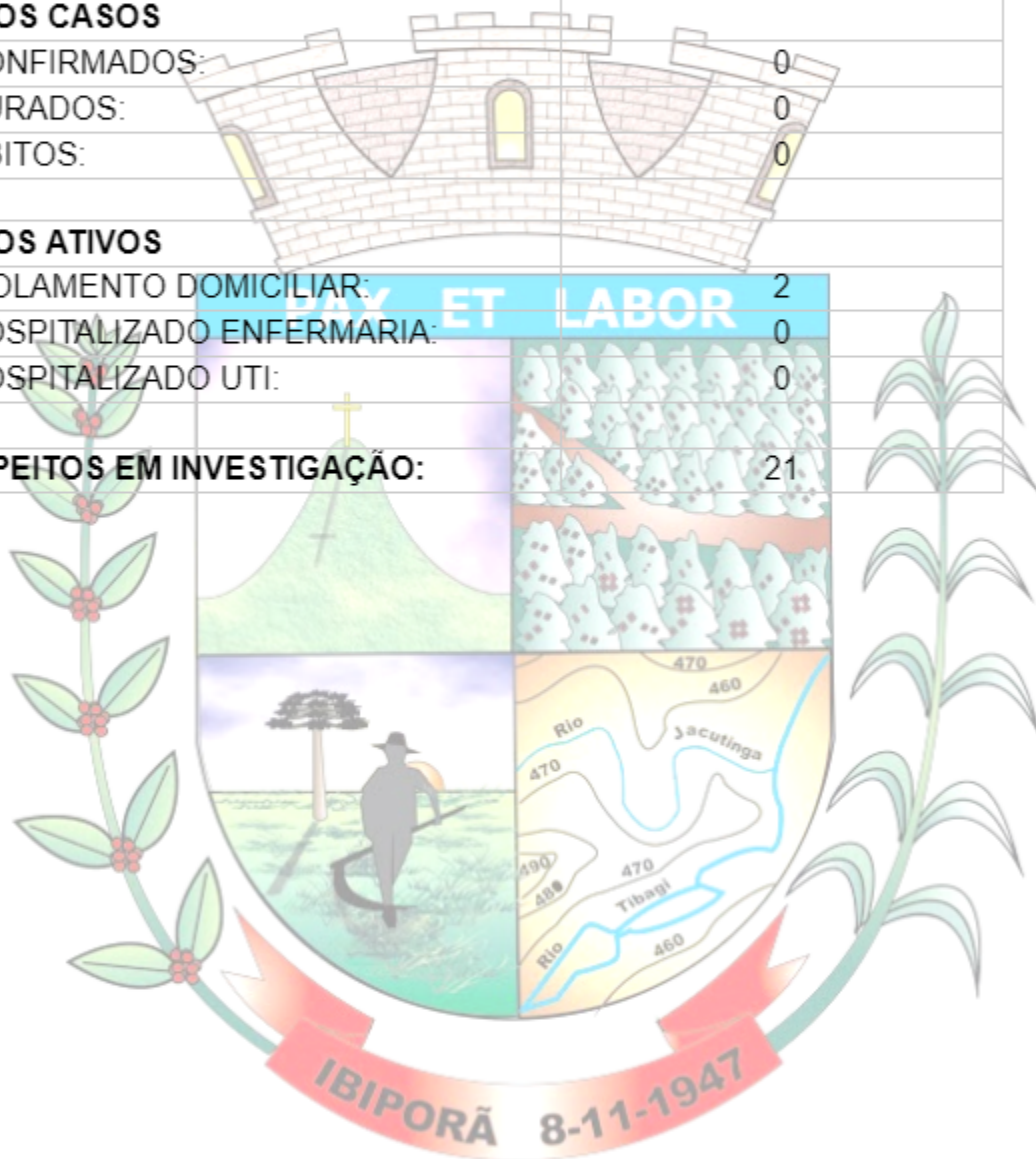 OS CASOS
ONFIRMADOS: 0
URADOS: 0
BITOS: 0
OS ATIVOS
OLAMENTO DOMICILIAR: 2
OSPITALIZADO ENFERMARIA: 0
OSPITALIZADO UTI: 0
PEITOS EM INVESTIGAÇÃO: 21
PAX ET LABOR
470
460
Rio Jacutinga
470
490
480
470
Rio Tibagi
460
IBIPORÃ 8-11-1947